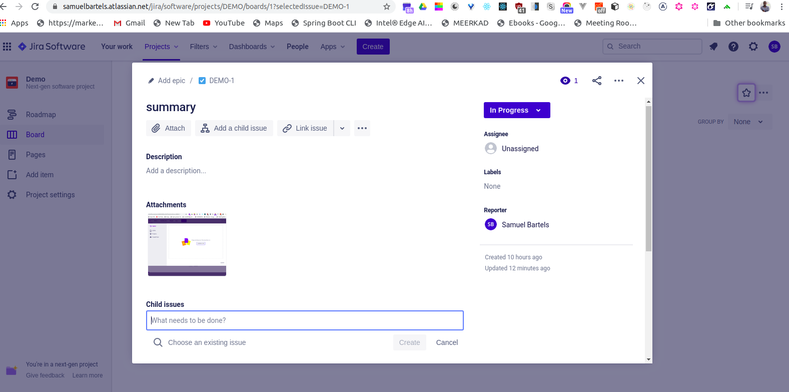 samuelbartels.atlassian.net/jira/software/projects/DEMO/boards/1?selectedIssue=DEMO-1
Apps
https://marke...
Gmail
New Tab
YouTube
Maps
Spring Boot CLI
Intel® Edge AI...
MEERKAD
Ebooks - Goog...
Meeting Roo...
Other bookmarks
Jira Software
Your work
Projects
Filters
Dashboards
People
Apps
Create
Search
SB
Demo
Next-gen software project
Roadmap
Board
Pages
Add item
Project settings
GROUP BY
None
Add epic / DEMO-1
1
summary
Attach
Add a child issue
Link issue
Description
Add a description...
Attachments
Child issues
What needs to be done?
Choose an existing issue
Create
Cancel
In Progress
Assignee
Unassigned
Labels
None
Reporter
SB
Samuel Bartels
Created 10 hours ago
Updated 12 minutes ago
You're in a next-gen project
Give feedback
Learn more